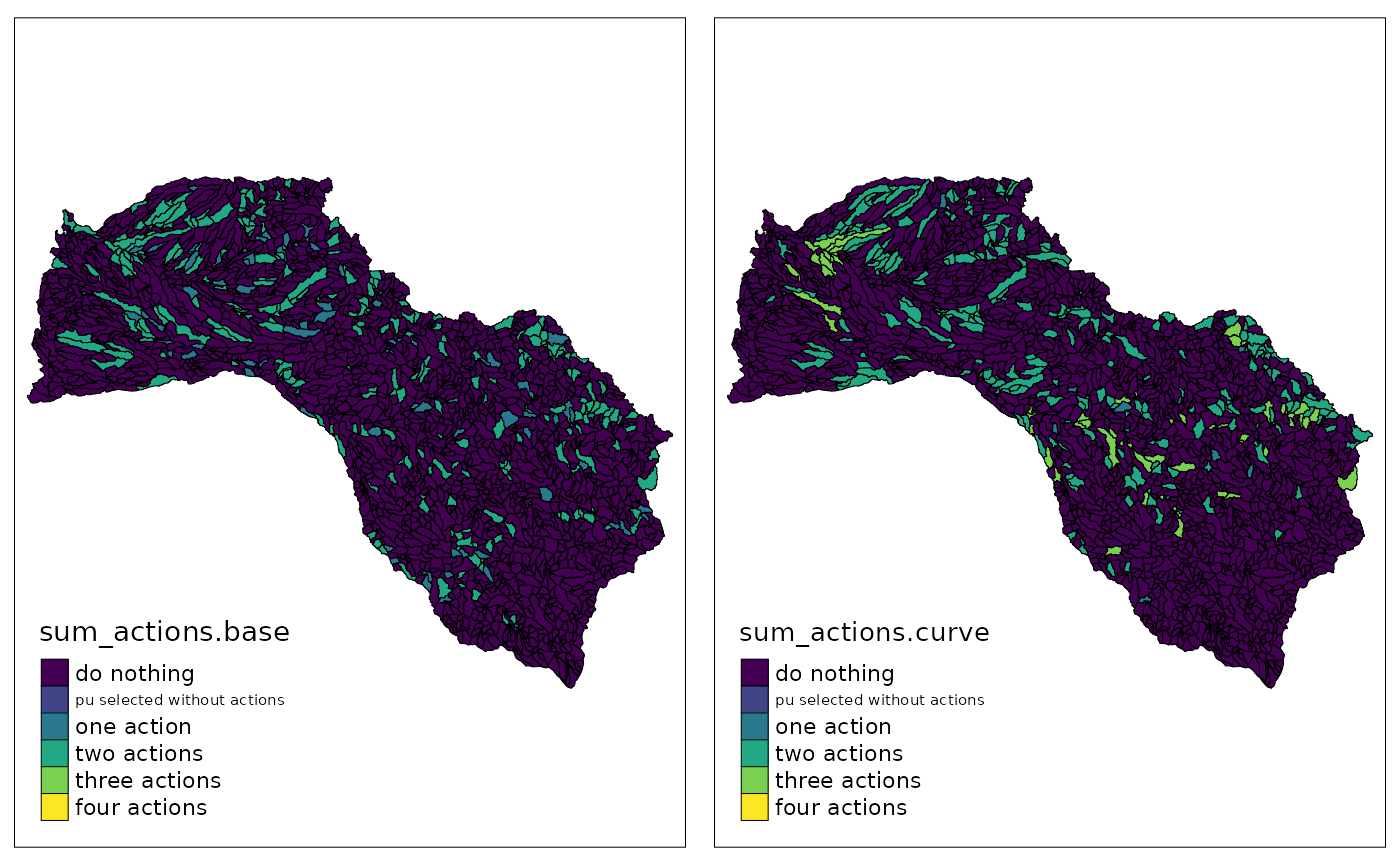 sum_actions.base
do nothing
pu selected without actions
one action
two actions
three actions
four actions
sum_actions.curve
do nothing
pu selected without actions
one action
two actions
three actions
four actions